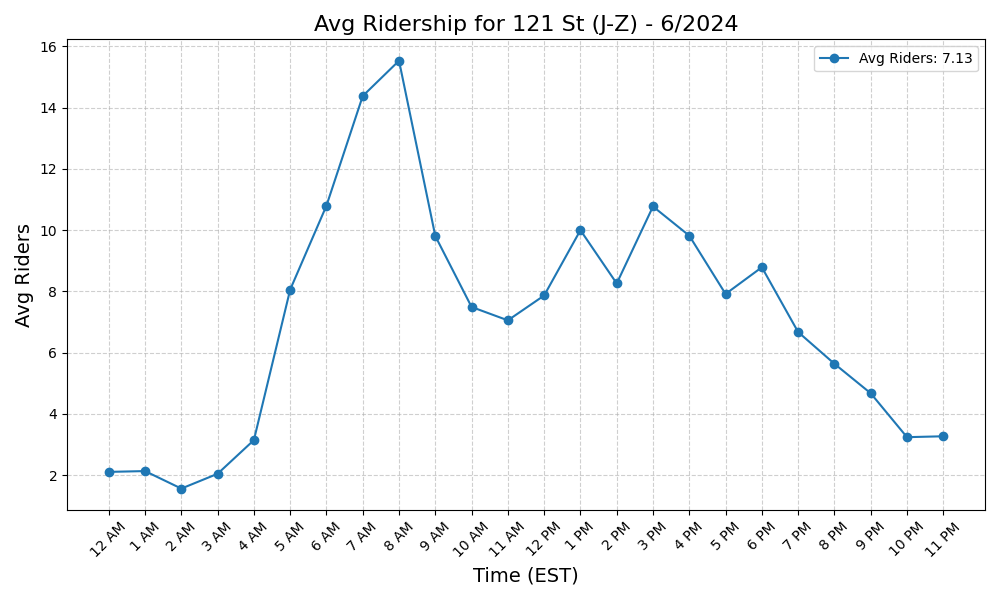 Avg Ridership for 121 St (J-Z) - 6/2024
Avg Riders: 7.13
Avg Riders
16
14
12
10
8
6
4
2
12 AM
1 AM
2 AM
3 AM
4 AM
5 AM
6 AM
7 AM
8 AM
9 AM
10 AM
11 AM
12 PM
1 PM
2 PM
3 PM
4 PM
5 PM
6 PM
7 PM
8 PM
9 PM
10 PM
11 PM
Time (EST)